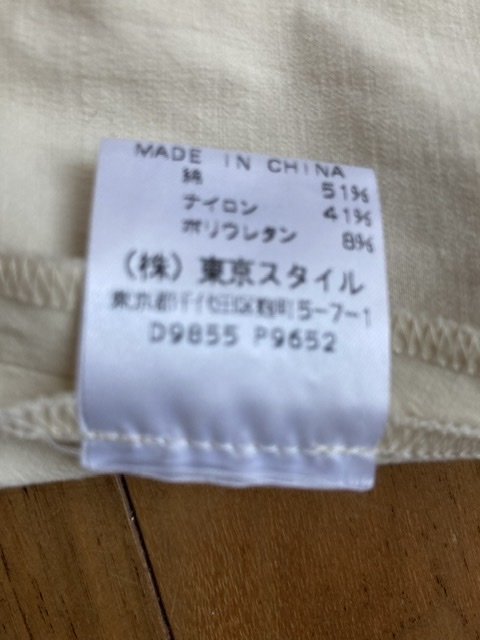 MADE IN CHINA
綿 51%
ナイロン 41%
ポリウレタン 8%
(株) 東京スタイル
東京都千代田区麹町5-7-1
D9855 P9652